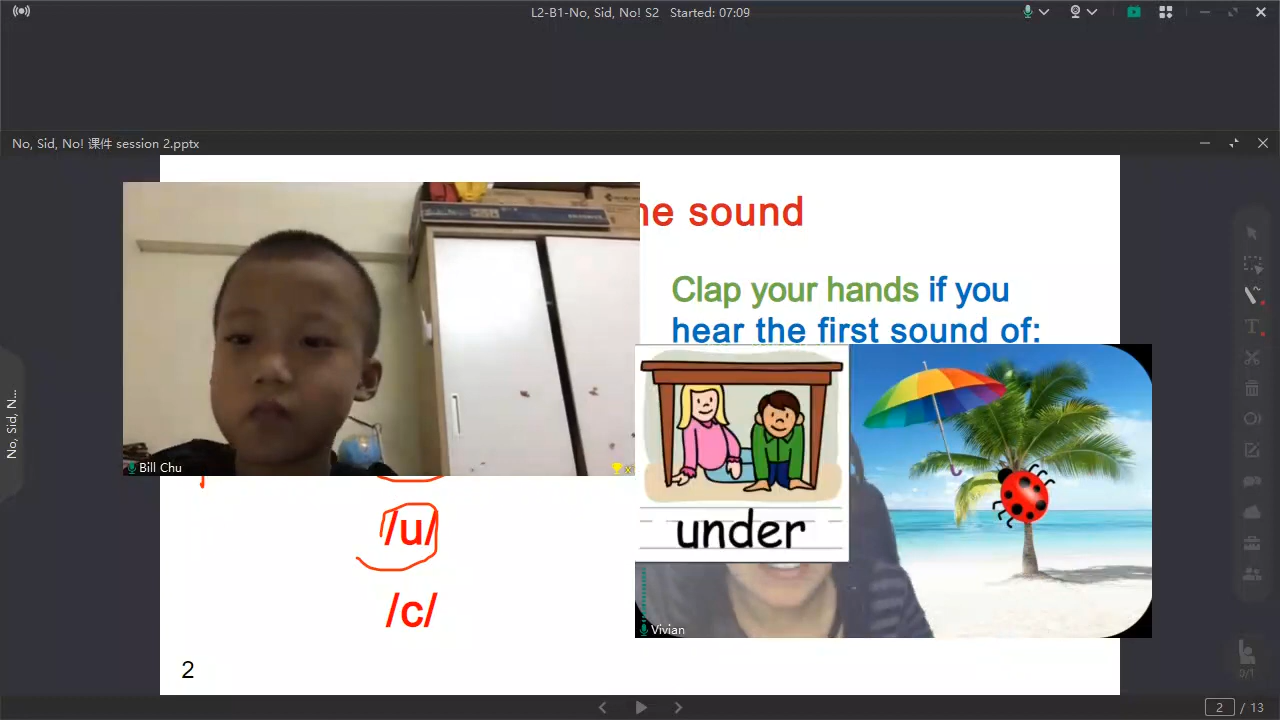 L2-B1-No, Sid, No! S2 Started: 07:09
No, Sid, No! 课件 session 2.pptx
he sound
Clap your hands if you
hear the first sound of:
under
No, Sid, N...
Bill Chu
/u/
/c/
Vivian
2
0/1
2 / 13